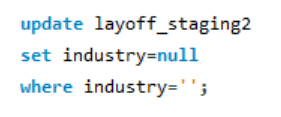 update layoff_staging2
set industry=null
where industry='';